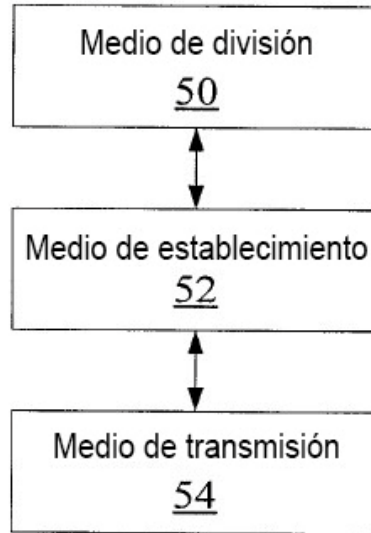 Medio de división
50
Medio de establecimiento
52
Medio de transmisión
54